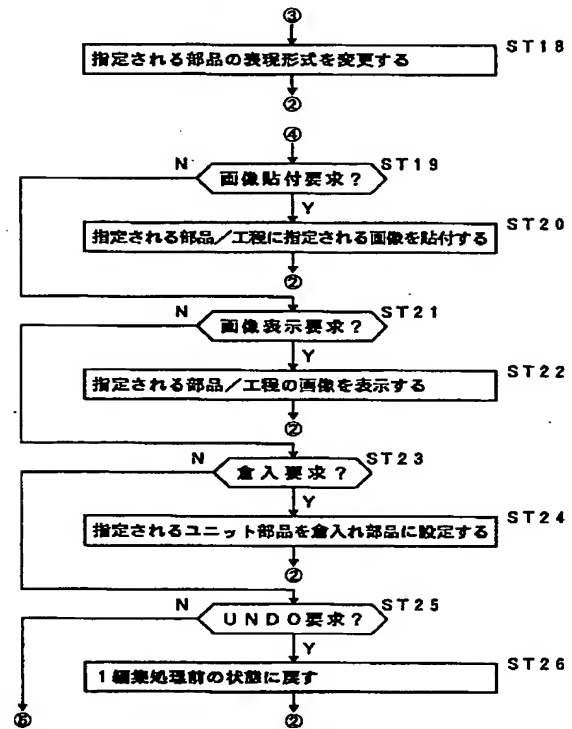 ③
ST18
指定される部品の表現形式を変更する
②
④
N ST19
画像貼付要求?
Y
ST20
指定される部品/工程に指定される画像を貼付する
②
N ST21
画像表示要求?
Y
ST22
指定される部品/工程の画像を表示する
②
N ST23
倉入要求?
Y
ST24
指定されるユニット部品を倉入れ部品に設定する
②
N ST25
UNDO要求?
Y
ST26
1編集処理前の状態に戻す
⑤ ②